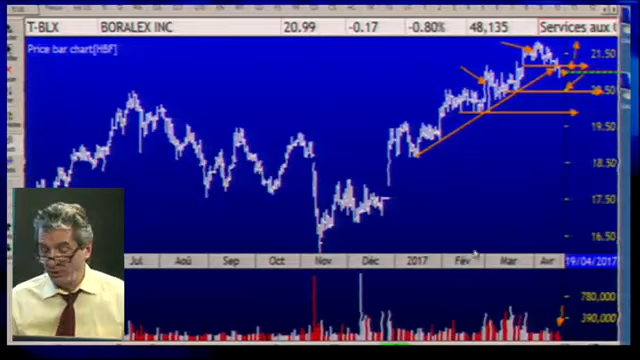 T-BLX BORALEX INC 20.99 -0.17 -0.80% 48,135 Services aux
Price bar chart[HBF]
21.50
20.50
19.50
18.50
17.50
16.50
Jul Aoû Sep Oct Nov Déc 2017 Fév Mar Avr 19/04/2017
780,000
390,000